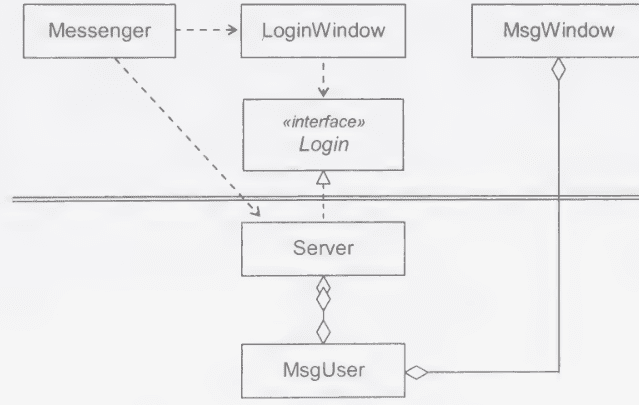 Messenger
LoginWindow
MsgWindow
«interface»
Login
Server
MsgUser